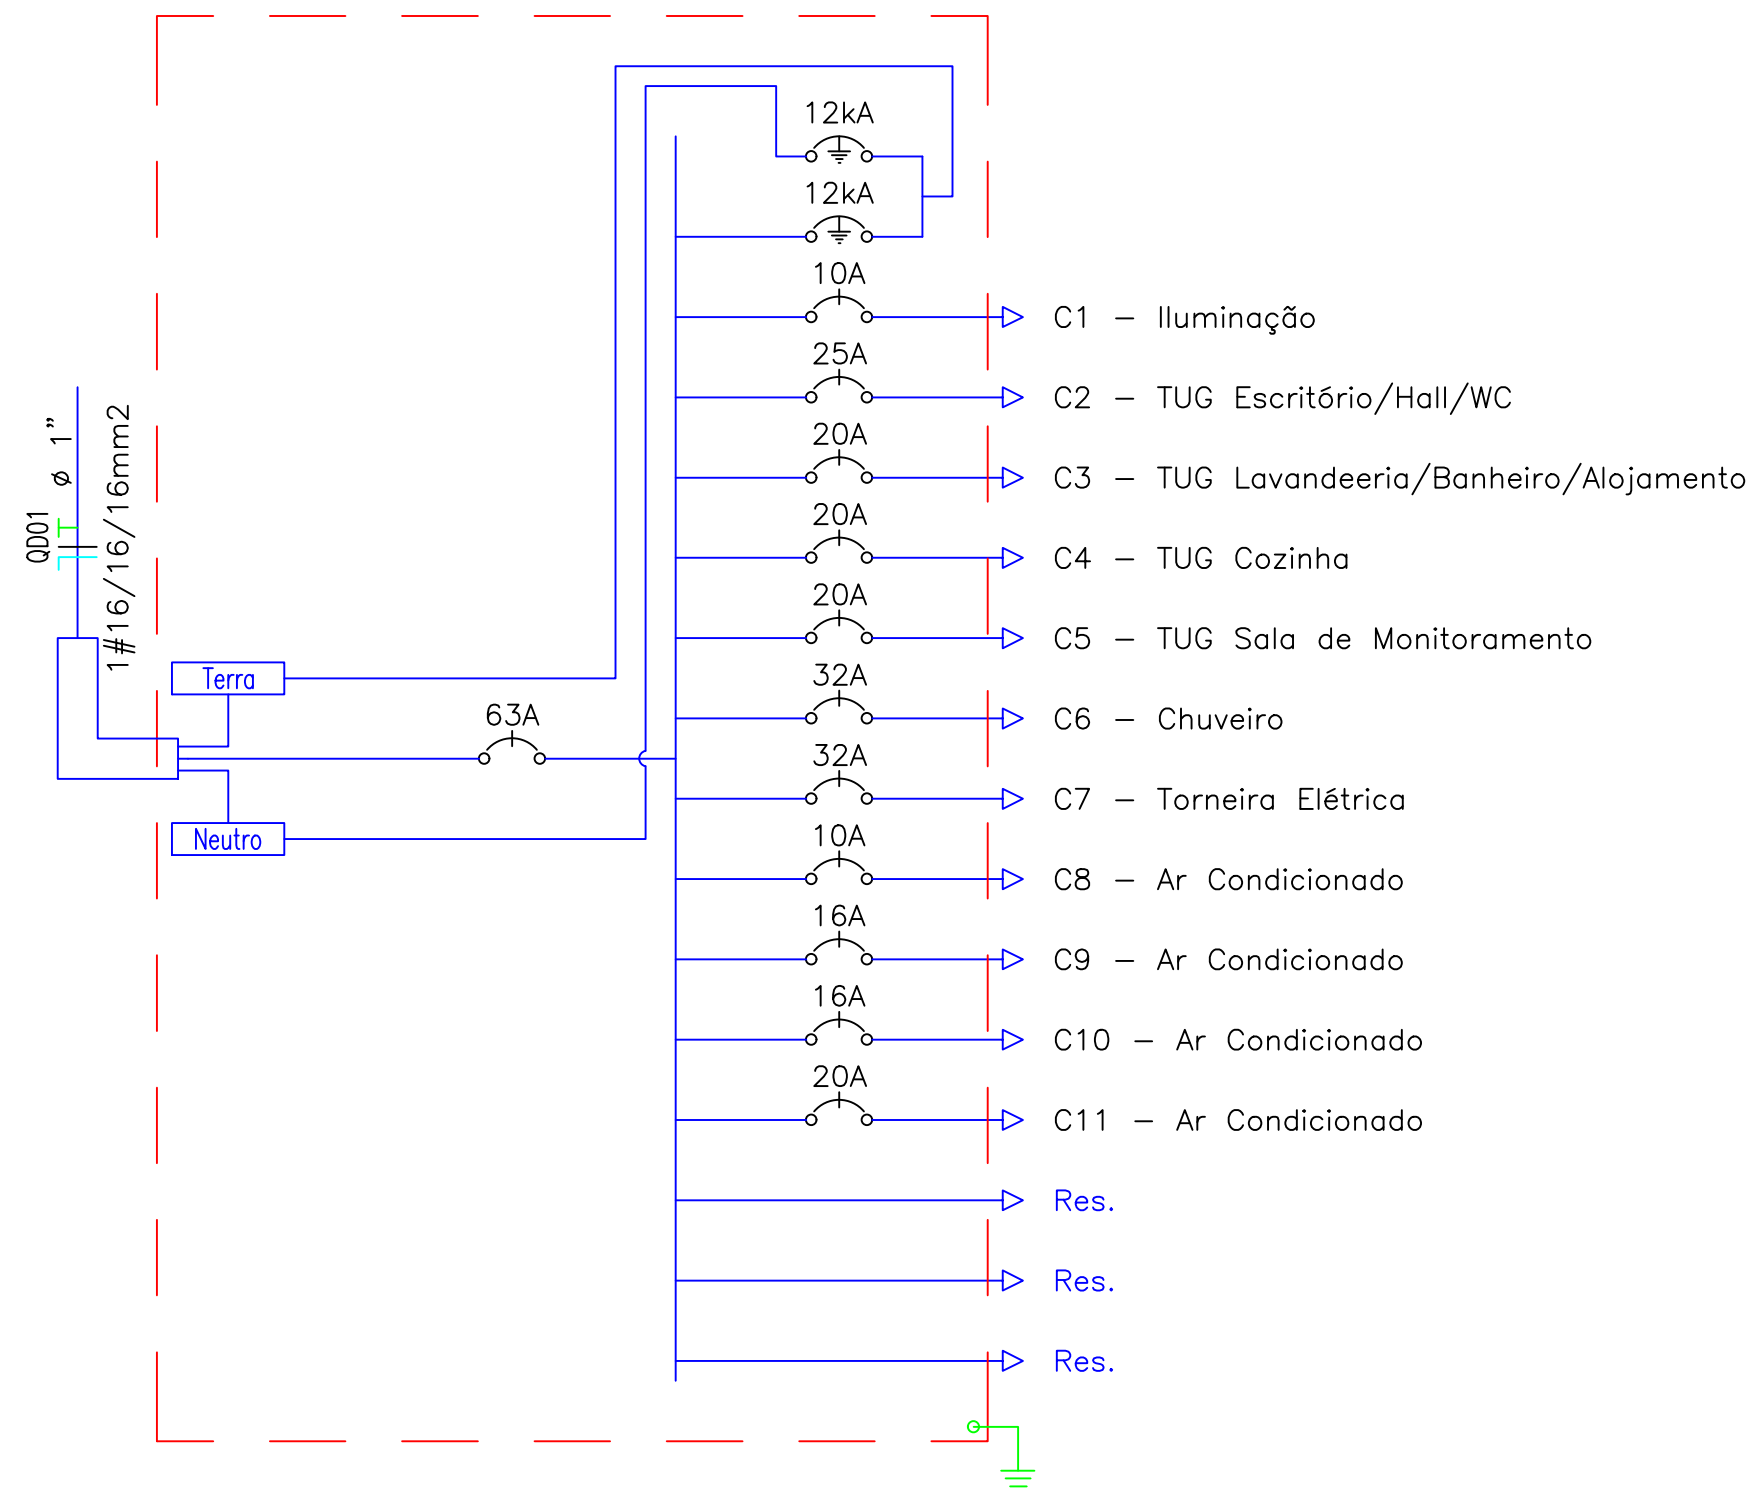 12kA
12kA
10A
C1 – Iluminação
25A
C2 – TUG Escritório/Hall/WC
20A
C3 – TUG Lavandeeria/Banheiro/Alojamento
20A
C4 – TUG Cozinha
20A
C5 – TUG Sala de Monitoramento
32A
C6 – Chuveiro
32A
C7 – Torneira Elétrica
10A
C8 – Ar Condicionado
16A
C9 – Ar Condicionado
16A
C10 – Ar Condicionado
20A
C11 – Ar Condicionado
Res.
Res.
Res.
QD01
ø 1"
1#16/16/16mm2
Terra
63A
Neutro